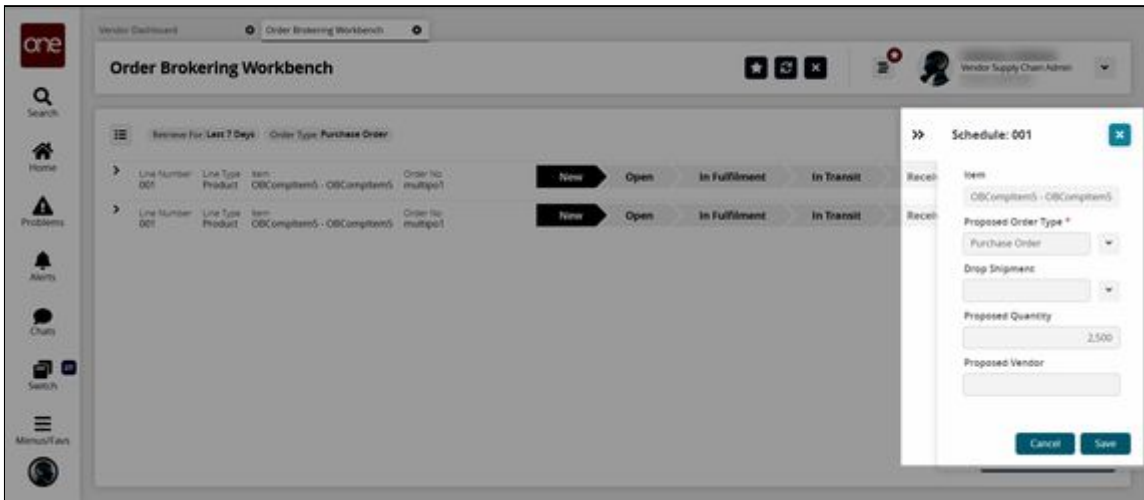 one
Search
Home
Problems
Alerts
Chats
Switch
Menus/Favs
Vendor Dashboard
Order Brokering Workbench
Order Brokering Workbench
Vendor Supply Chain Admin
Retrieve For Last 7 Days Order Type Purchase Order
Line Number Line Type Item Order No
001 Product OBCompItem5 - OBCompItem5 multipo1
New Open In Fulfilment In Transit Recei
Line Number Line Type Item Order No
001 Product OBCompItem5 - OBCompItem5 multipo1
New Open In Fulfilment In Transit Recei
Schedule: 001
Item
OBCompItem5 - OBCompItem5
Proposed Order Type *
Purchase Order
Drop Shipment
Proposed Quantity
2,500
Proposed Vendor
Cancel Save